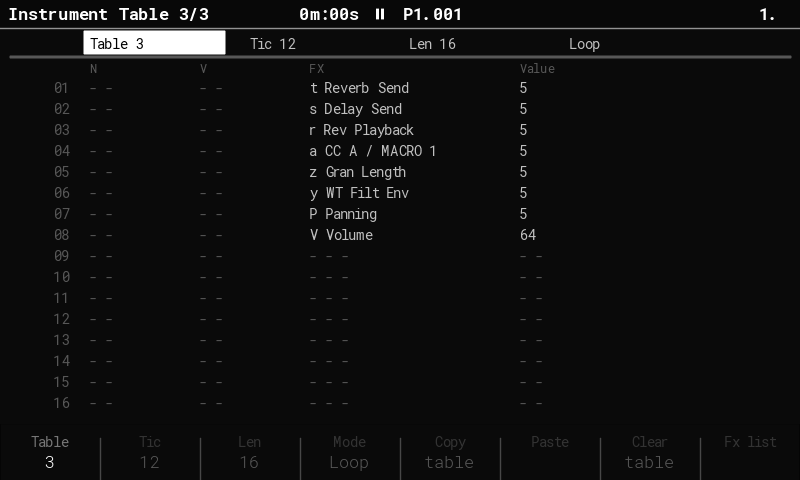 Instrument Table 3/3 0m:00s ⏸ P1.001 1.
Table 3 Tic 12 Len 16 Loop
N V FX Value
01 - - - - t Reverb Send 5
02 - - - - s Delay Send 5
03 - - - - r Rev Playback 5
04 - - - - a CC A / MACRO 1 5
05 - - - - z Gran Length 5
06 - - - - y WT Filt Env 5
07 - - - - P Panning 5
08 - - - - V Volume 64
09 - - - - - - - - -
10 - - - - - - - - -
11 - - - - - - - - -
12 - - - - - - - - -
13 - - - - - - - - -
14 - - - - - - - - -
15 - - - - - - - - -
16 - - - - - - - - -
Table Tic Len Mode Copy Paste Clear Fx list
3 12 16 Loop table table